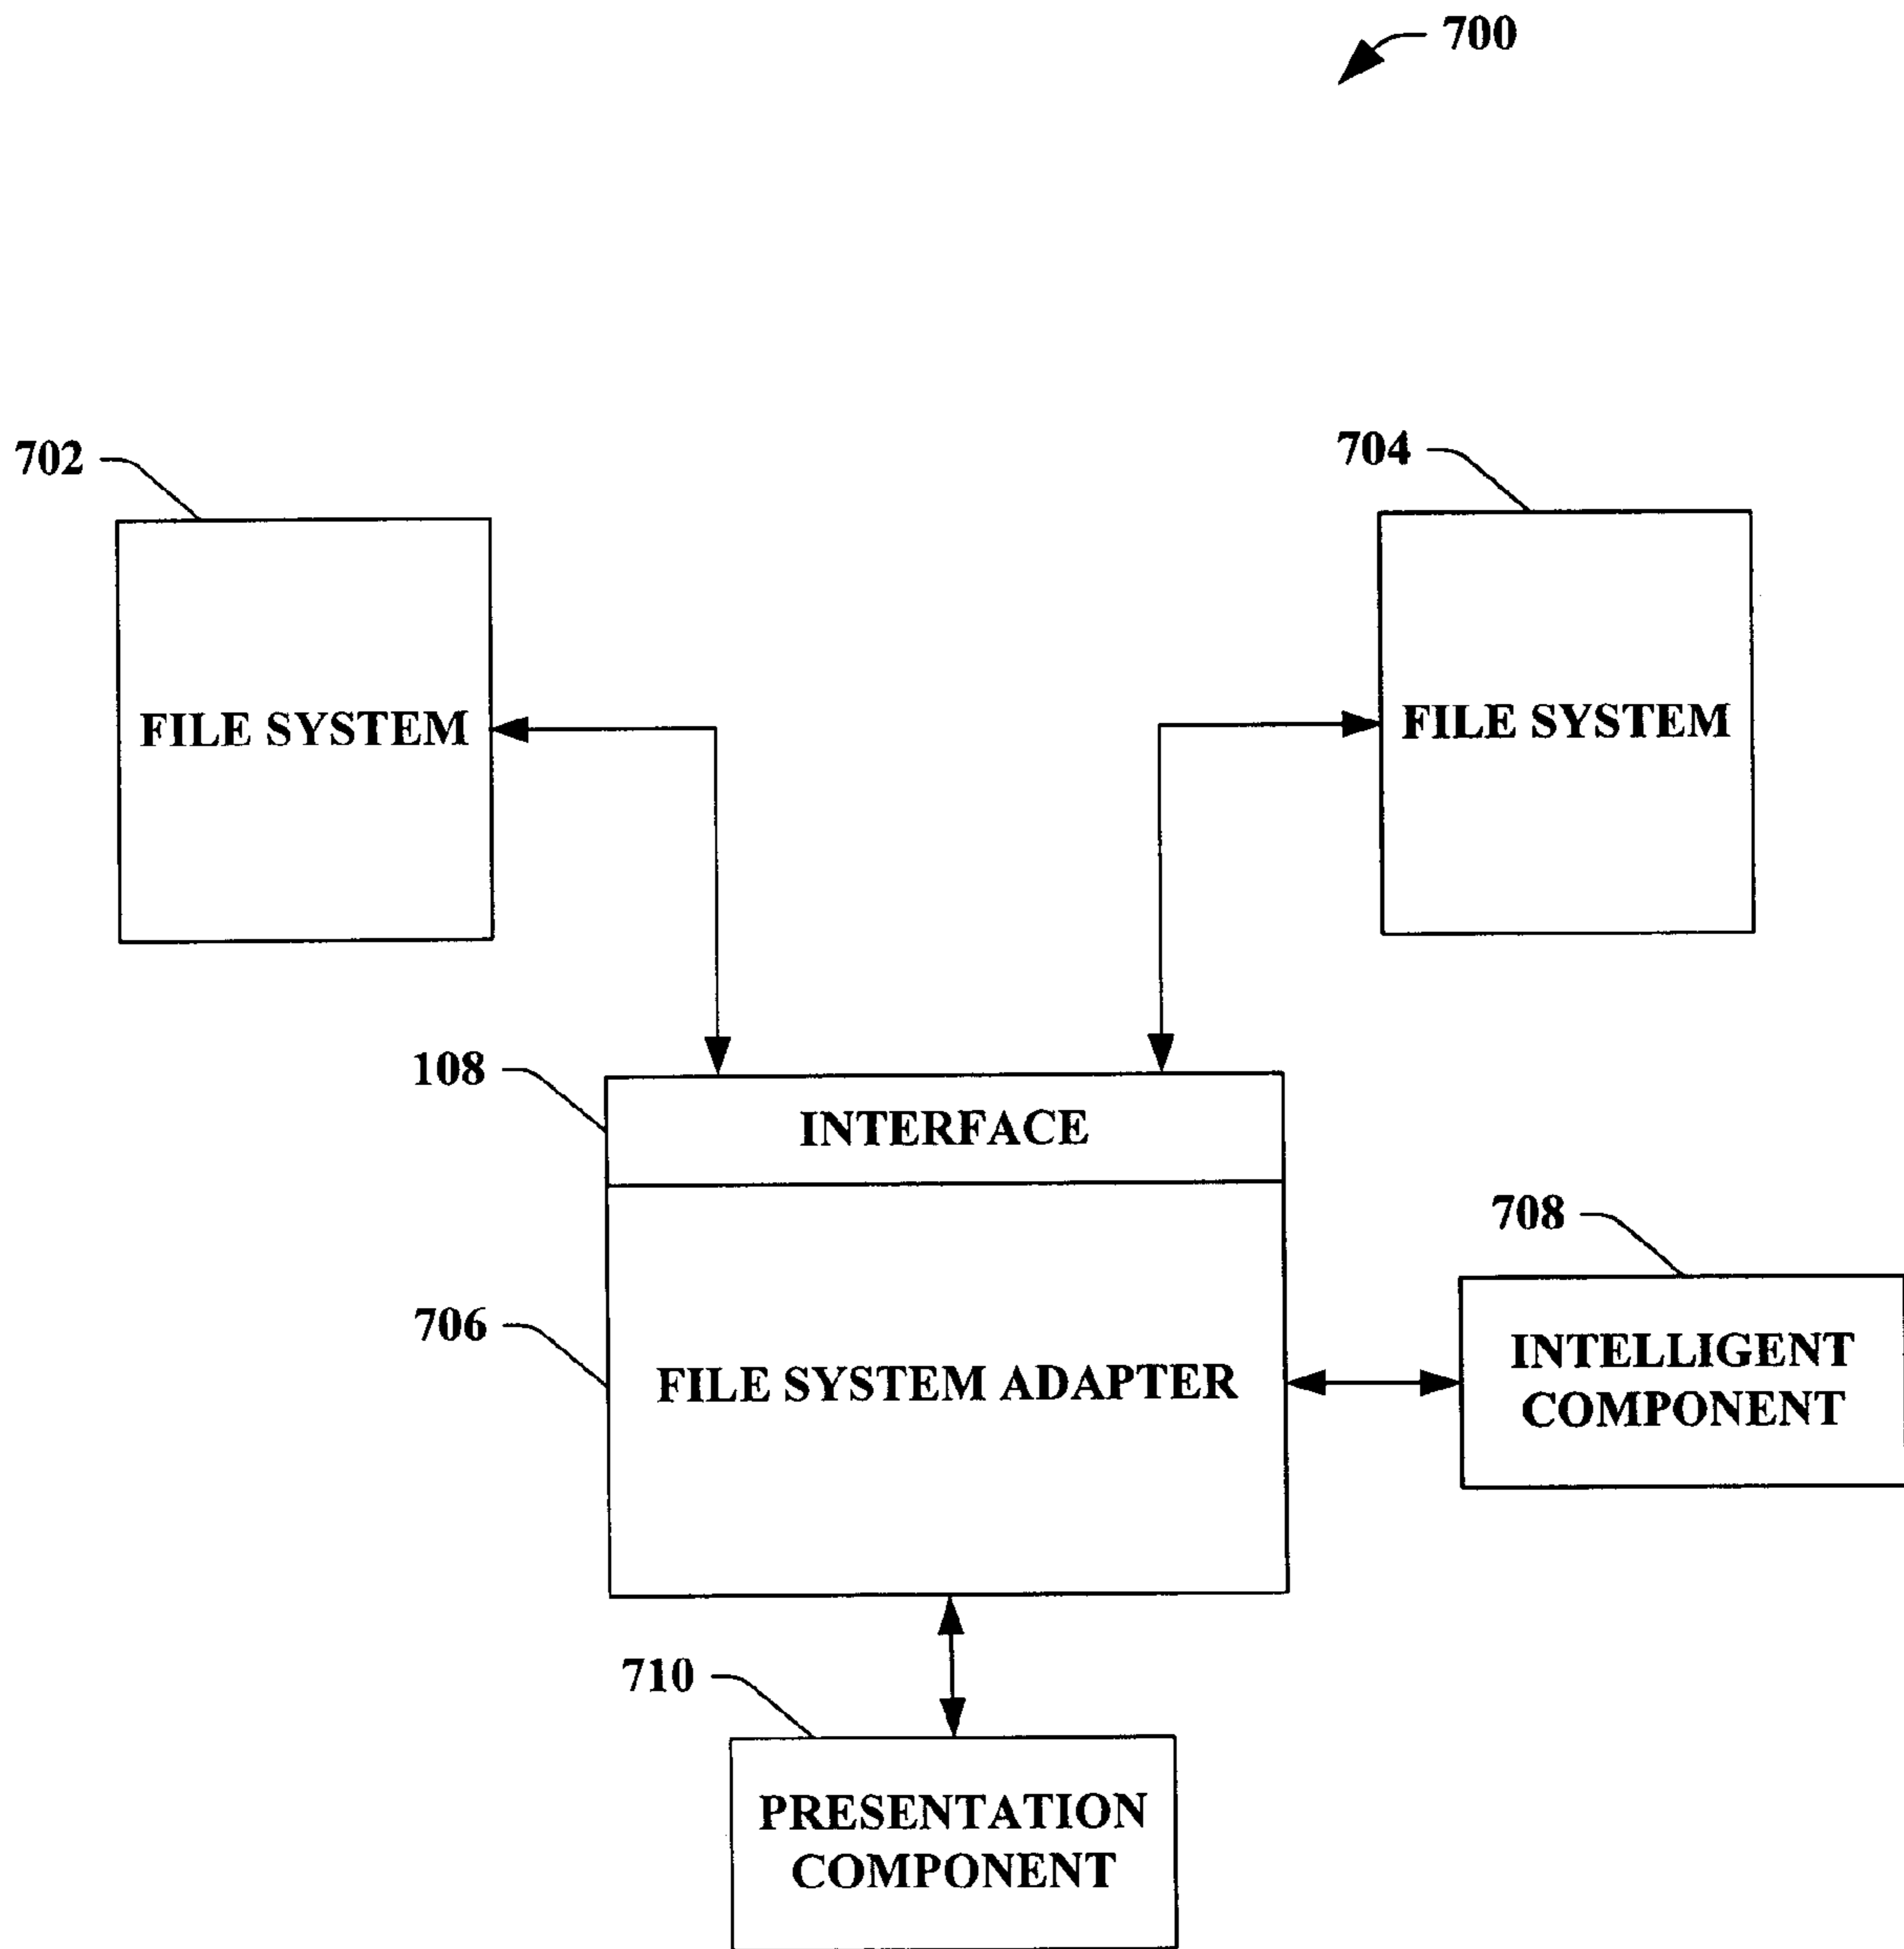 700
702
704
FILE SYSTEM
FILE SYSTEM
108
INTERFACE
708
706
FILE SYSTEM ADAPTER
INTELLIGENT
COMPONENT
710
PRESENTATION
COMPONENT